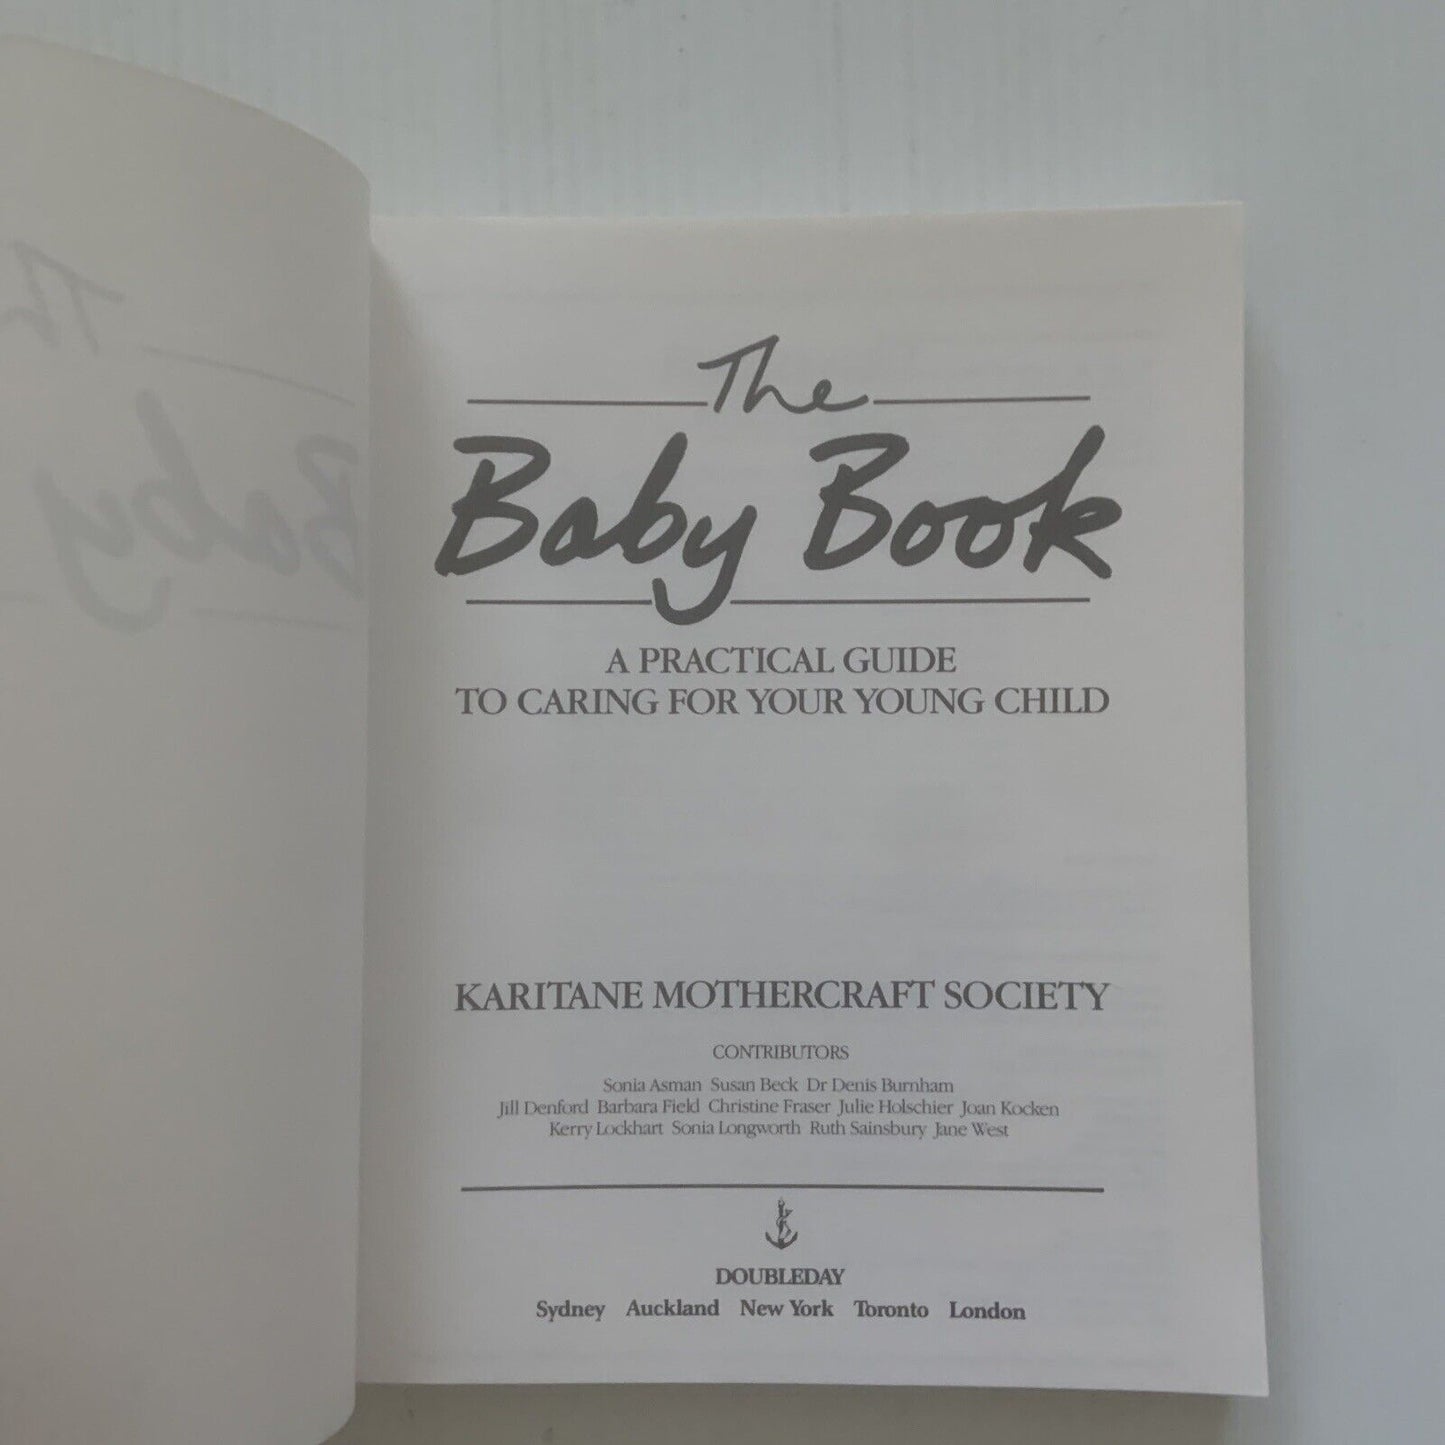 The
Baby Book
A PRACTICAL GUIDE
TO CARING FOR YOUR YOUNG CHILD
KARITANE MOTHERCRAFT SOCIETY
CONTRIBUTORS
Sonia Asman Susan Beck Dr Denis Burnham
Jill Denford Barbara Field Christine Fraser Julie Holschier Joan Kocken
Kerry Lockhart Sonia Longworth Ruth Sainsbury Jane West
DOUBLEDAY
Sydney Auckland New York Toronto London